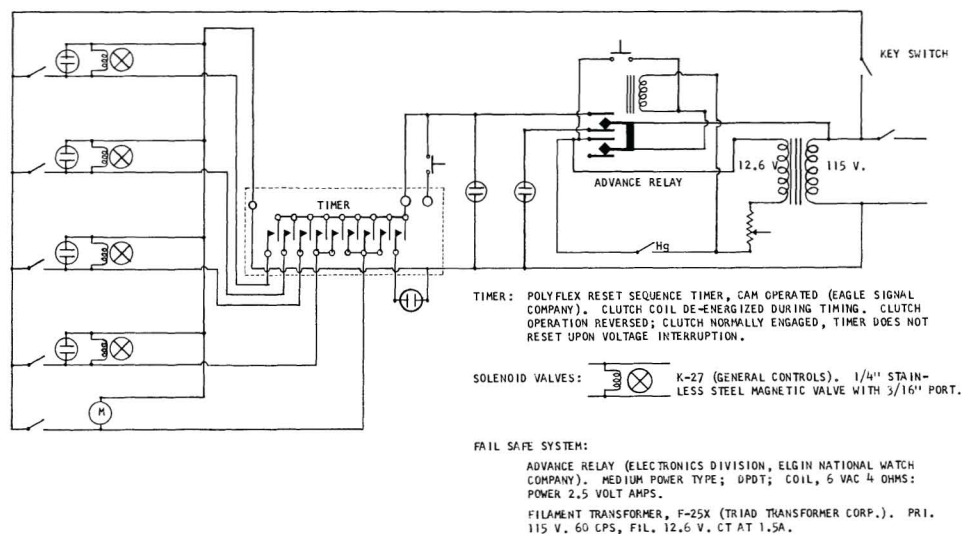 KEY SWITCH
12.6 V.
115 V.
ADVANCE RELAY
TIMER
Hg
M
TIMER: POLYFLEX RESET SEQUENCE TIMER, CAM OPERATED (EAGLE SIGNAL
COMPANY). CLUTCH COIL DE-ENERGIZED DURING TIMING. CLUTCH
OPERATION REVERSED; CLUTCH NORMALLY ENGAGED, TIMER DOES NOT
RESET UPON VOLTAGE INTERRUPTION.
SOLENOID VALVES: K-27 (GENERAL CONTROLS). 1/4" STAIN-
LESS STEEL MAGNETIC VALVE WITH 3/16" PORT.
FAIL SAFE SYSTEM:
ADVANCE RELAY (ELECTRONICS DIVISION, ELGIN NATIONAL WATCH
COMPANY). MEDIUM POWER TYPE; DPDT; COIL, 6 VAC 4 OHMS:
POWER 2.5 VOLT AMPS.
FILAMENT TRANSFORMER, F-25X (TRIAD TRANSFORMER CORP.). PRI.
115 V. 60 CPS, FIL. 12.6 V. CT AT 1.5A.